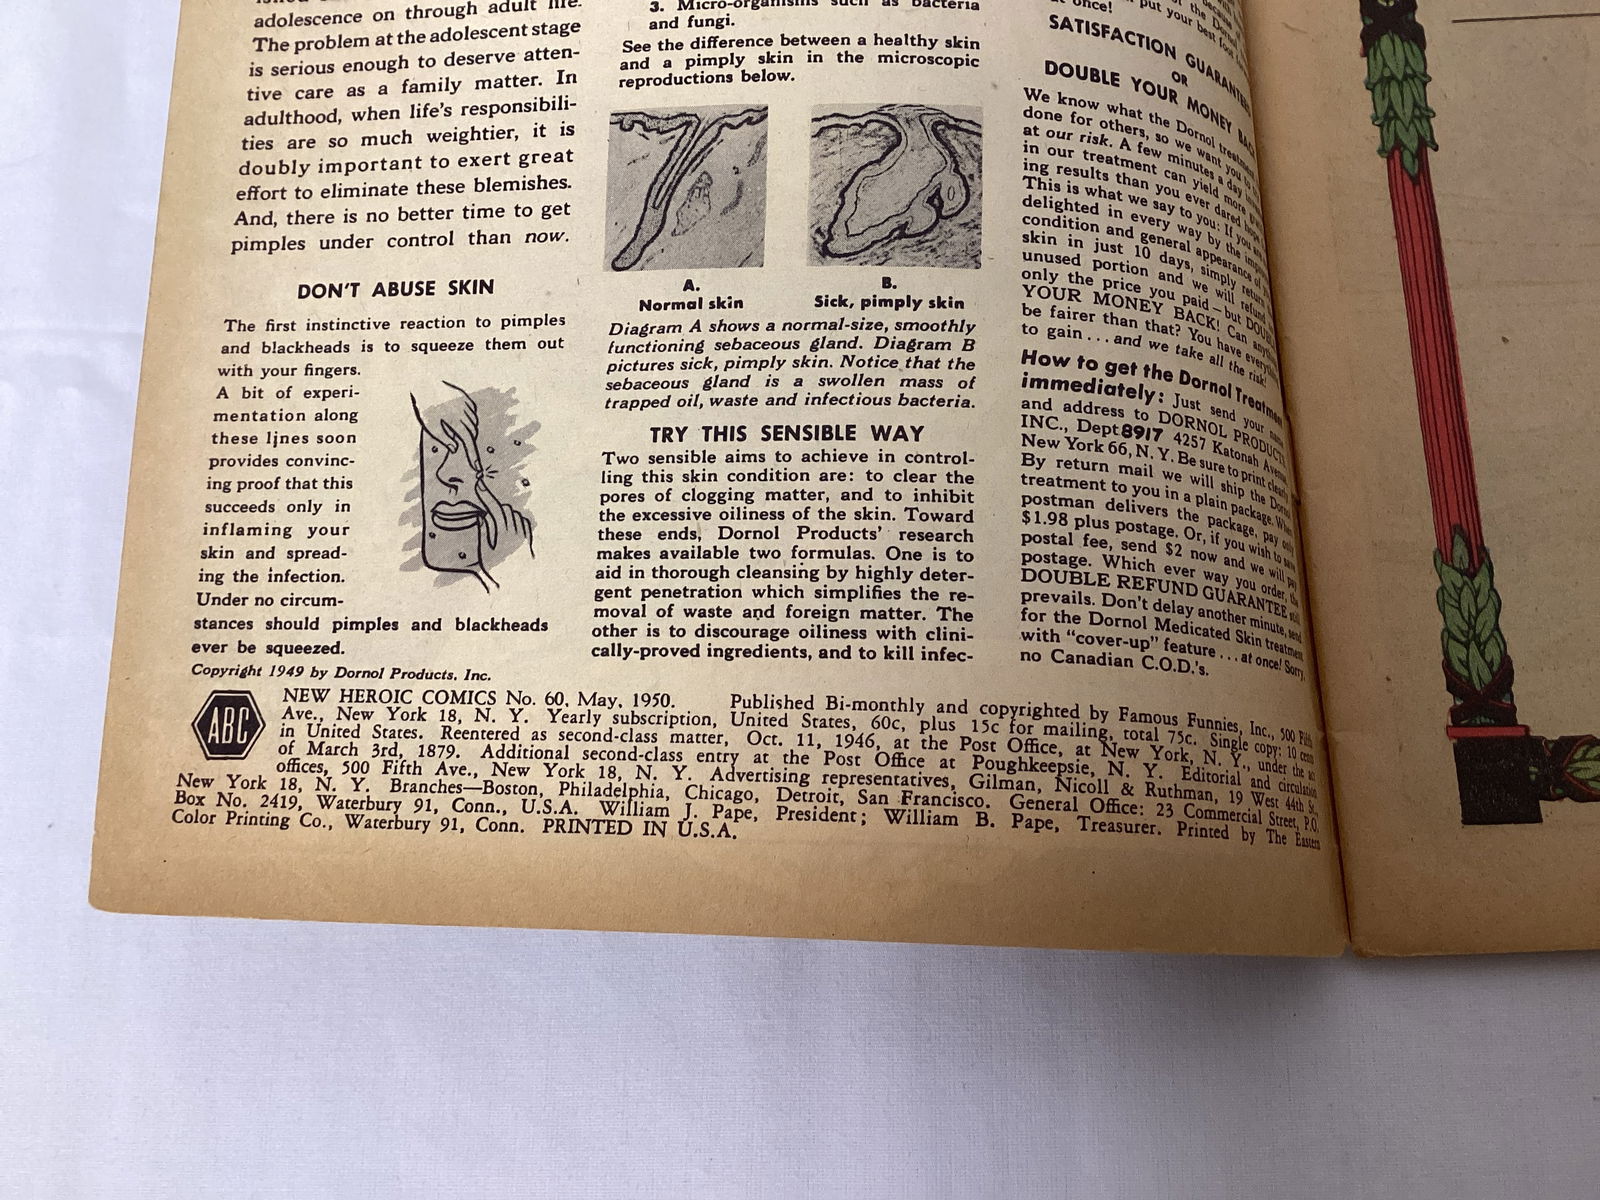 adolescence on through adult life.
The problem at the adolescent stage
is serious enough to deserve atten-
tive care as a family matter. In
adulthood, when life's responsibili-
ties are so much weightier, it is
doubly important to exert great
effort to eliminate these blemishes.
And, there is no better time to get
pimples under control than now.
DON'T ABUSE SKIN
The first instinctive reaction to pimples
and blackheads is to squeeze them out
with your fingers.
A bit of experi-
mentation along
these lines soon
provides convinc-
ing proof that this
succeeds only in
inflaming your
skin and spread-
ing the infection.
Under no circum-
stances should pimples and blackheads
ever be squeezed.
Copyright 1949 by Dornol Products, Inc.
3. Micro-organisms such as bacteria
and fungi.
See the difference between a healthy skin
and a pimply skin in the microscopic
reproductions below.
A.
Normal skin
B.
Sick, pimply skin
Diagram A shows a normal-size, smoothly
functioning sebaceous gland. Diagram B
pictures sick, pimply skin. Notice that the
sebaceous gland is a swollen mass of
trapped oil, waste and infectious bacteria.
TRY THIS SENSIBLE WAY
Two sensible aims to achieve in control-
ling this skin condition are: to clear the
pores of clogging matter, and to inhibit
the excessive oiliness of the skin. Toward
these ends, Dornol Products' research
makes available two formulas. One is to
aid in thorough cleansing by highly deter-
gent penetration which simplifies the re-
moval of waste and foreign matter. The
other is to discourage oiliness with clini-
cally-proved ingredients, and to kill infec-
put your best foot
at once!
SATISFACTION GUARANTEED
OR
DOUBLE YOUR MONEY BACK
We know what the Dornol treatment
done for others, so we want you to
at our risk. A few minutes a day
in our treatment can yield more
ing results than you ever dared hope
This is what we say to you: If you
delighted in every way by the
condition and general appearance of
skin in just 10 days, simply return
unused portion and we will refund
only the price you paid—but DOUBLE
YOUR MONEY BACK! Can anything
be fairer than that? You have everything
to gain . . . and we take all the risk!
How to get the Dornol Treatment
immediately: Just send your name
and address to DORNOL PRODUCTS
INC., Dept 8917 4257 Katonah Avenue
New York 66, N. Y. Be sure to print clearly
By return mail we will ship the Dornol
treatment to you in a plain package. When
postman delivers the package, pay only
$1.98 plus postage. Or, if you wish to save
postal fee, send $2 now and we will pay
postage. Which ever way you order, the
DOUBLE REFUND GUARANTEE still
prevails. Don't delay another minute, send
for the Dornol Medicated Skin treatment
with "cover-up" feature . . . at once! Sorry,
no Canadian C.O.D.'s.
ABC
NEW HEROIC COMICS No. 60, May, 1950. Published Bi-monthly and copyrighted by Famous Funnies, Inc., 500 Fifth
Ave., New York 18, N. Y. Yearly subscription, United States, 60c, plus 15c for mailing, total 75c. Single copy: 10 cents
in United States. Reentered as second-class matter, Oct. 11, 1946, at the Post Office, at New York, N. Y., under the act
of March 3rd, 1879. Additional second-class entry at the Post Office at Poughkeepsie, N. Y. Editorial and circulation
offices, 500 Fifth Ave., New York 18, N. Y. Advertising representatives, Gilman, Nicoll & Ruthman, 19 West 44th St.,
New York 18, N. Y. Branches—Boston, Philadelphia, Chicago, Detroit, San Francisco. General Office: 23 Commercial Street, P.O.
Box No. 2419, Waterbury 91, Conn., U.S.A. William J. Pape, President; William B. Pape, Treasurer. Printed by The Eastern
Color Printing Co., Waterbury 91, Conn. PRINTED IN U.S.A.